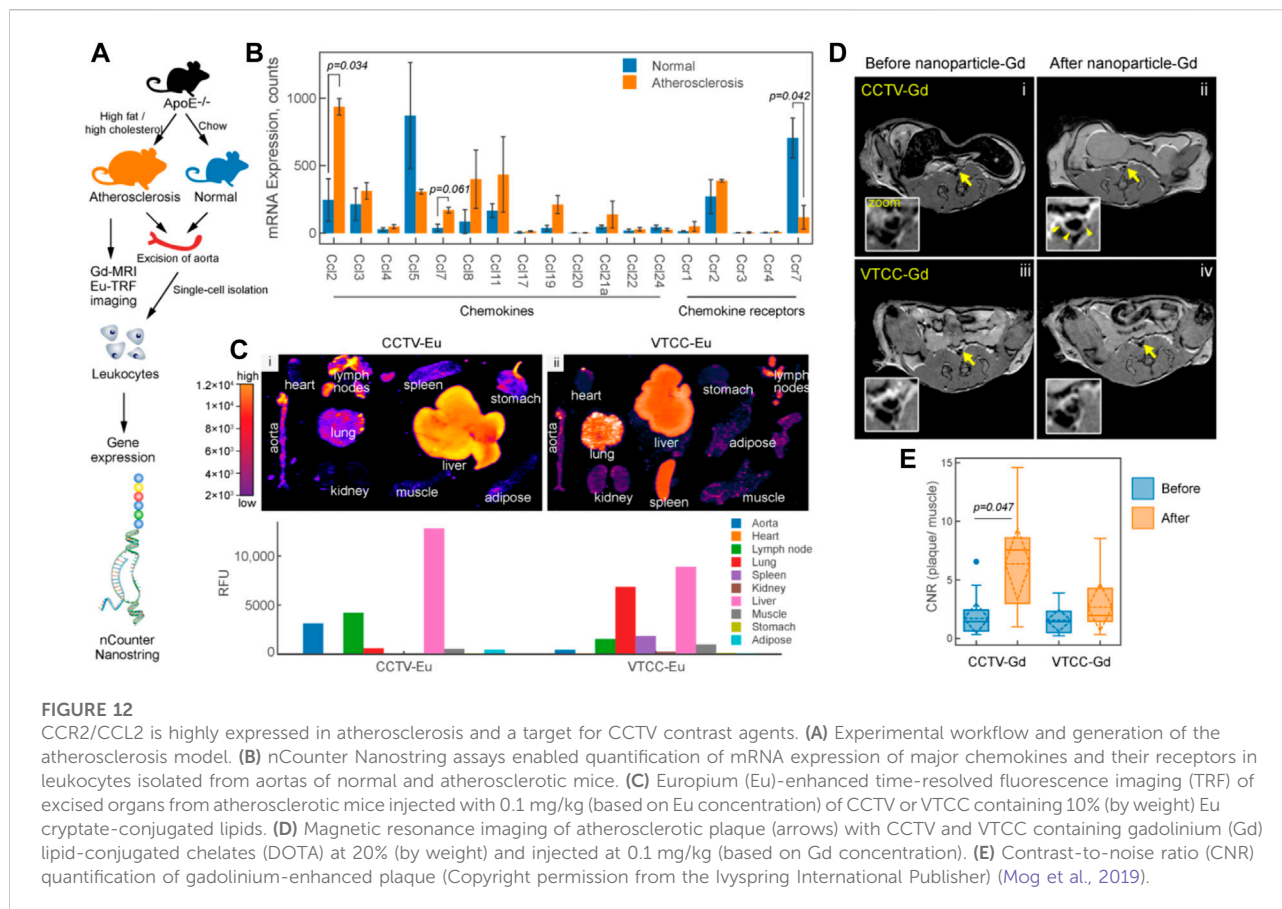 A
ApoE-/-
High fat /
high cholesterol
Chow
Atherosclerosis
Normal
Excision of aorta
Gd-MRI
Eu-TRF
imaging
Single-cell isolation
Leukocytes
Gene
expression
nCounter
Nanostring
B
mRNA Expression, counts
1000
500
0
p=0.034
p=0.061
p=0.042
Normal
Atherosclerosis
Ccl2
Ccl3
Ccl4
Ccl5
Ccl7
Ccl8
Ccl11
Ccl17
Ccl19
Ccl20
Ccl21a
Ccl22
Ccl24
Ccr1
Ccr2
Ccr3
Ccr4
Ccr7
Chemokines
Chemokine receptors
C
CCTV-Eu
VTCC-Eu
high
1.2×10⁴
1×10⁴
8×10³
6×10³
4×10³
2×10³
low
i
heart
lymph
nodes
spleen
stomach
aorta
lung
liver
kidney
muscle
adipose
ii
heart
stomach
lymph
nodes
aorta
lung
liver
adipose
kidney
spleen
muscle
RFU
10,000
5000
0
CCTV-Eu
VTCC-Eu
Aorta
Heart
Lymph node
Lung
Spleen
Kidney
Liver
Muscle
Stomach
Adipose
D
Before nanoparticle-Gd
After nanoparticle-Gd
CCTV-Gd
i
ii
zoom
VTCC-Gd
iii
iv
E
CNR (plaque/ muscle)
15
10
5
0
p=0.047
Before
After
CCTV-Gd
VTCC-Gd
FIGURE 12
CCR2/CCL2 is highly expressed in atherosclerosis and a target for CCTV contrast agents. (A) Experimental workflow and generation of the
atherosclerosis model. (B) nCounter Nanostring assays enabled quantification of mRNA expression of major chemokines and their receptors in
leukocytes isolated from aortas of normal and atherosclerotic mice. (C) Europium (Eu)-enhanced time-resolved fluorescence imaging (TRF) of
excised organs from atherosclerotic mice injected with 0.1 mg/kg (based on Eu concentration) of CCTV or VTCC containing 10% (by weight) Eu
cryptate-conjugated lipids. (D) Magnetic resonance imaging of atherosclerotic plaque (arrows) with CCTV and VTCC containing gadolinium (Gd)
lipid-conjugated chelates (DOTA) at 20% (by weight) and injected at 0.1 mg/kg (based on Gd concentration). (E) Contrast-to-noise ratio (CNR)
quantification of gadolinium-enhanced plaque (Copyright permission from the Ivyspring International Publisher) (Mog et al., 2019).